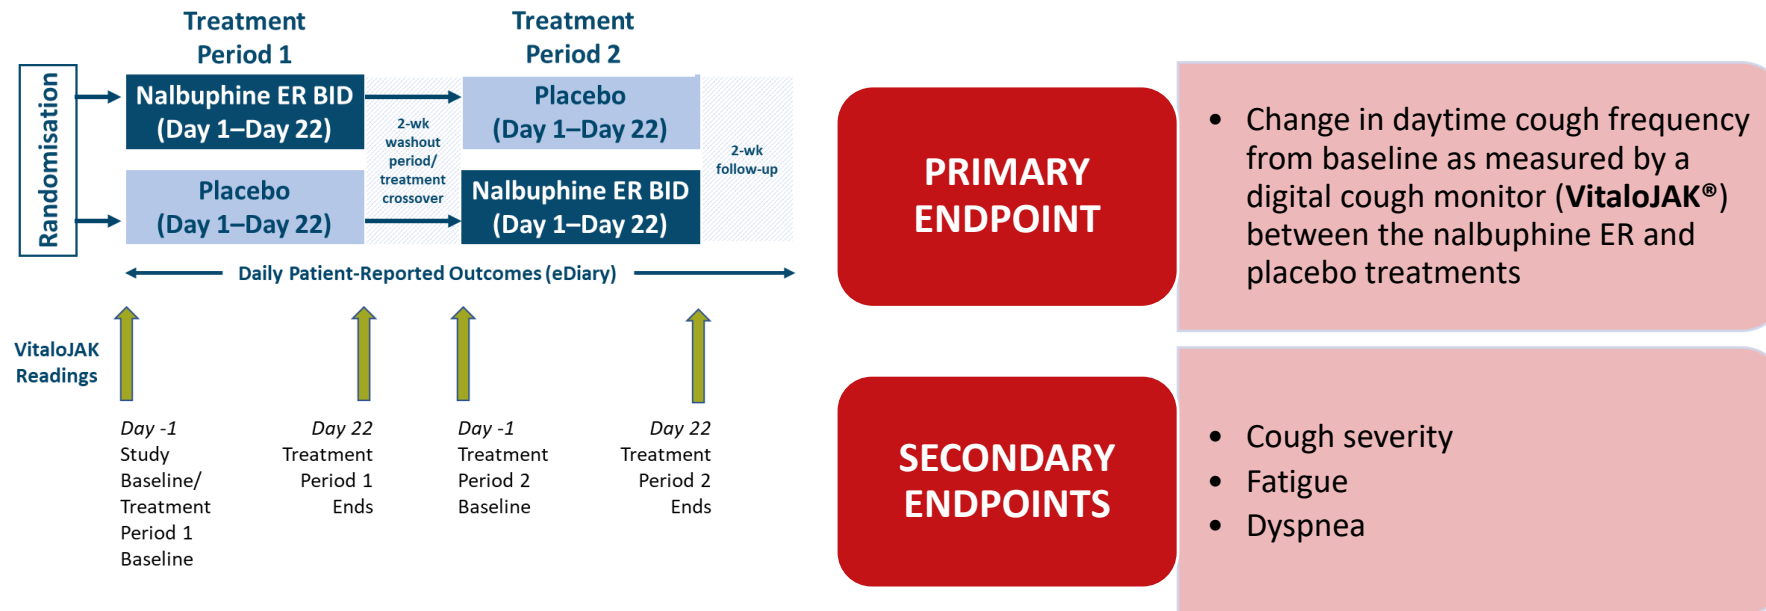 Treatment
Period 1
Treatment
Period 2
Randomisation
Nalbuphine ER BID
(Day 1–Day 22)
2-wk
washout
period/
treatment
crossover
Placebo
(Day 1–Day 22)
2-wk
follow-up
Placebo
(Day 1–Day 22)
Nalbuphine ER BID
(Day 1–Day 22)
Daily Patient-Reported Outcomes (eDiary)
VitaloJAK
Readings
Day -1
Study
Baseline/
Treatment
Period 1
Baseline
Day 22
Treatment
Period 1
Ends
Day -1
Treatment
Period 2
Baseline
Day 22
Treatment
Period 2
Ends
PRIMARY
ENDPOINT
• Change in daytime cough frequency
from baseline as measured by a
digital cough monitor (VitaloJAK®)
between the nalbuphine ER and
placebo treatments
SECONDARY
ENDPOINTS
• Cough severity
• Fatigue
• Dyspnea